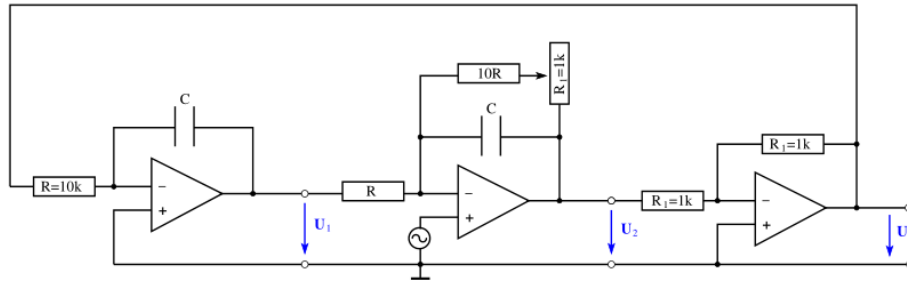 C
10R
R₁=1k
C
R₁=1k
R=10k
−
+
R
−
+
R₁=1k
−
+
U₁
U₂
U